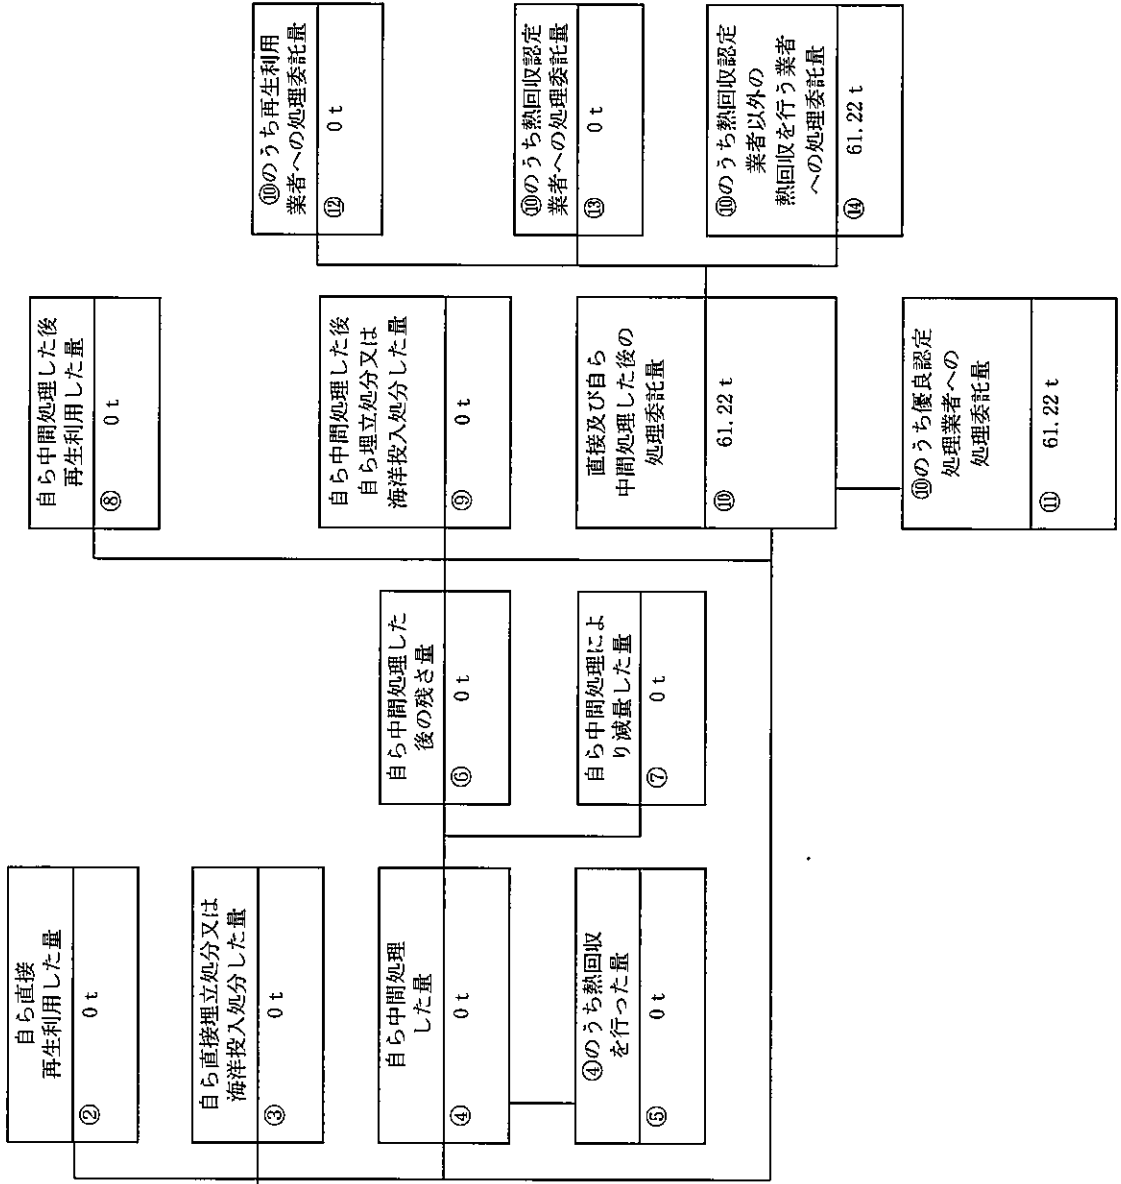 自ら直接
再生利用した量
② 0 t
自ら直接埋立処分又は
海洋投入処分した量
③ 0 t
自ら中間処理
した量
④ 0 t
④のうち熱回収
を行った量
⑤ 0 t
自ら中間処理した
後の残さ量
⑥ 0 t
自ら中間処理によ
り減量した量
⑦ 0 t
自ら中間処理した後
再生利用した量
⑧ 0 t
自ら中間処理した後
自ら埋立処分又は
海洋投入処分した量
⑨ 0 t
直接及び自ら
中間処理した後の
処理委託量
⑩ 61.22 t
⑩のうち優良認定
処理業者への
処理委託量
⑪ 61.22 t
⑩のうち再生利用
業者への処理委託量
⑫ 0 t
⑩のうち熱回収認定
業者への処理委託量
⑬ 0 t
⑩のうち熱回収認定
業者以外の
熱回収を行う業者
への処理委託量
⑭ 61.22 t